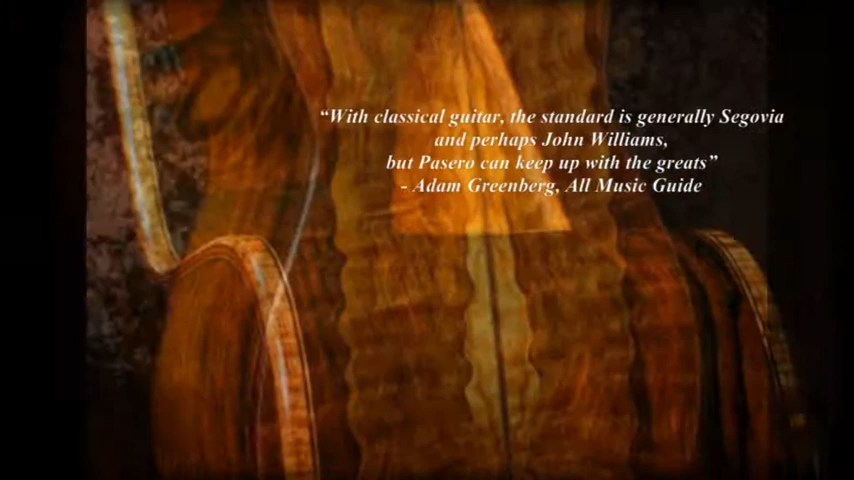 “With classical guitar, the standard is generally Segovia
and perhaps John Williams,
but Pasero can keep up with the greats”
- Adam Greenberg, All Music Guide